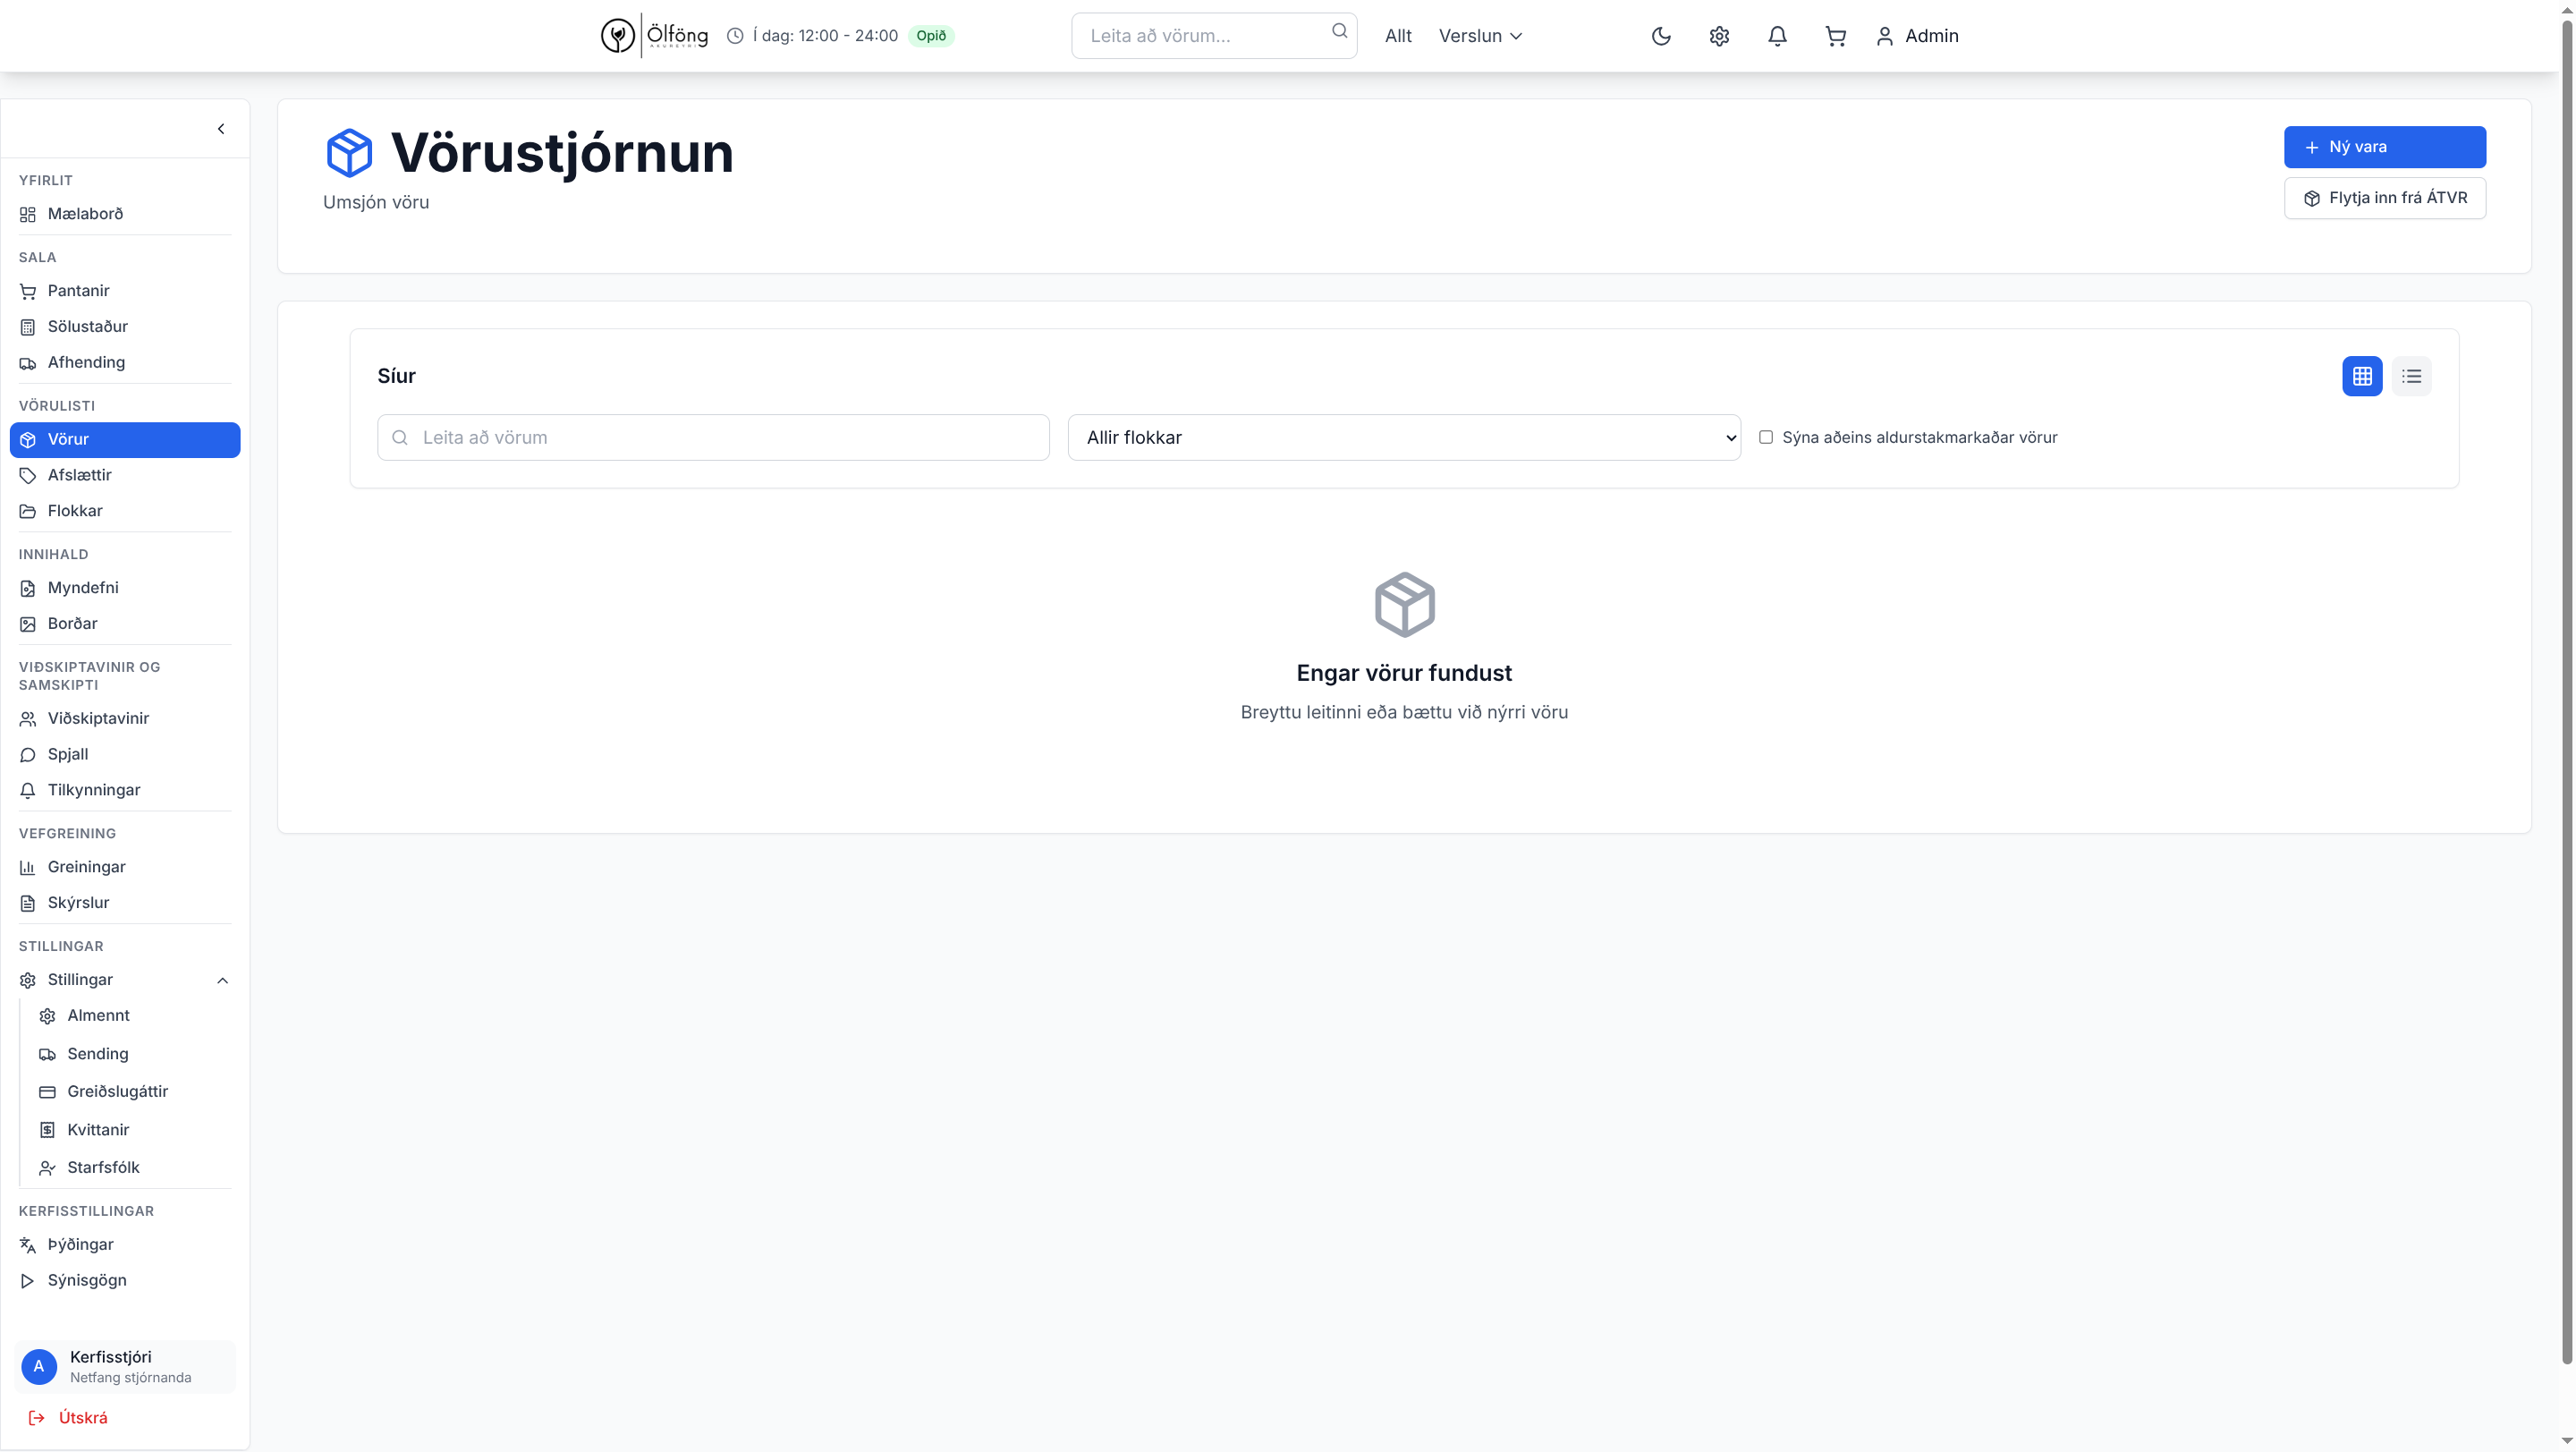 Ölföng
AKUREYRI
Í dag: 12:00 - 24:00
Opið
Leita að vörum...
Allt
Verslun
Admin
YFIRLIT
Mælaborð
SALA
Pantanir
Sölustaður
Afhending
VÖRULISTI
Vörur
Afslættir
Flokkar
INNIHALD
Myndefni
Borðar
VIÐSKIPTAVINIR OG
SAMSKIPTI
Viðskiptavinir
Spjall
Tilkynningar
VEFGREINING
Greiningar
Skýrslur
STILLINGAR
Stillingar
Almennt
Sending
Greiðslugáttir
Kvittanir
Starfsfólk
KERFISSTILLINGAR
Þýðingar
Sýnisgögn
A
Kerfisstjóri
Netfang stjórnanda
Útskrá
Vörustjórnun
Umsjón vöru
Ný vara
Flytja inn frá ÁTVR
Síur
Leita að vörum
Allir flokkar
Sýna aðeins aldurstakmarkaðar vörur
Engar vörur fundust
Breyttu leitinni eða bættu við nýrri vöru